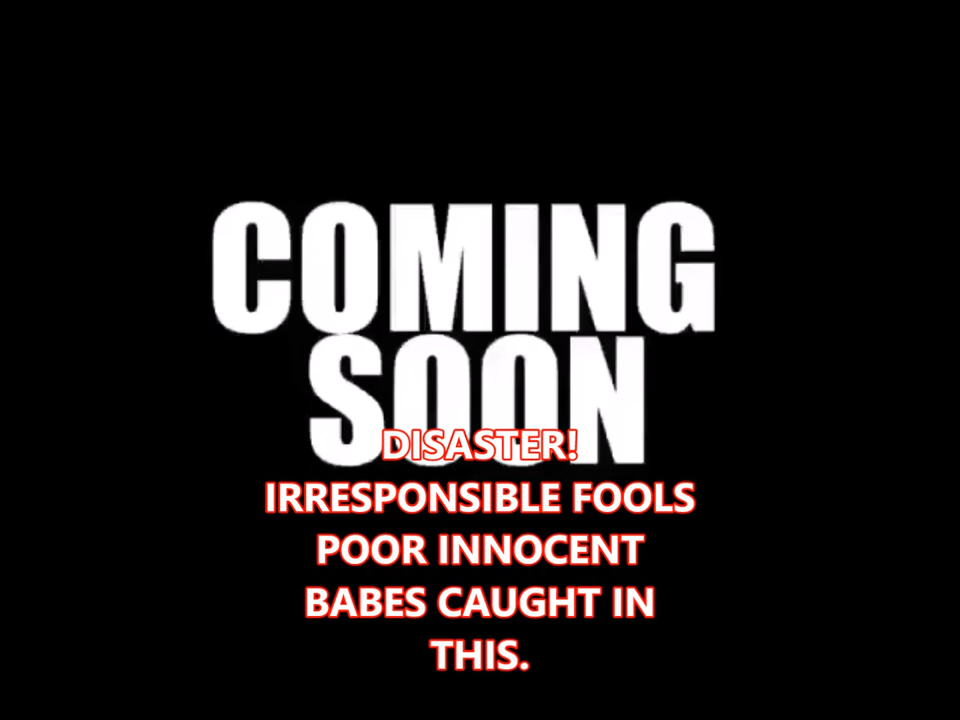 COMING
SOON
DISASTER!
IRRESPONSIBLE FOOLS
POOR INNOCENT
BABES CAUGHT IN
THIS.